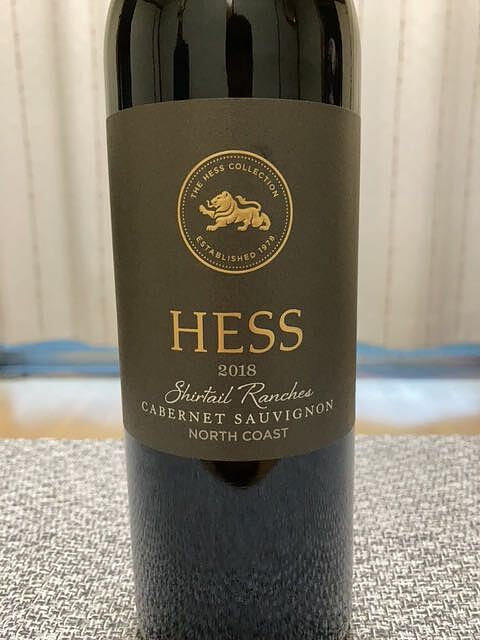 THE HESS COLLECTION
ESTABLISHED 1978
HESS
2018
Shirtail Ranches
CABERNET SAUVIGNON
NORTH COAST